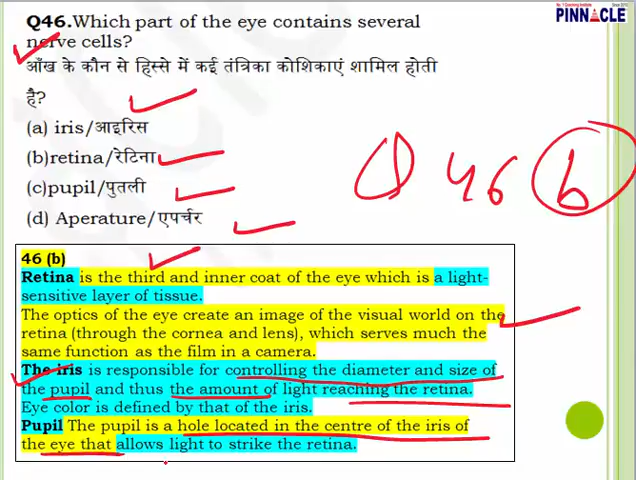 Q46.Which part of the eye contains several
nerve cells?
आँख के कौन से हिस्से में कई तंत्रिका कोशिकाएं शामिल होती
है?
(a) iris/आइरिस
(b)retina/रेटिना
(c)pupil/पुतली
(d) Aperature/एपर्चर
46 b
46 (b)
Retina is the third and inner coat of the eye which is a light-
sensitive layer of tissue.
The optics of the eye create an image of the visual world on the
retina (through the cornea and lens), which serves much the
same function as the film in a camera.
The iris is responsible for controlling the diameter and size of
the pupil and thus the amount of light reaching the retina.
Eye color is defined by that of the iris.
Pupil The pupil is a hole located in the centre of the iris of
the eye that allows light to strike the retina.
PINNACLE